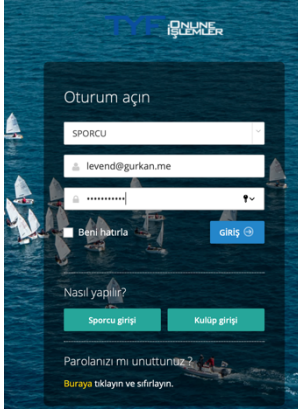 TYF ONLINE
İŞLEMLER
Oturum açın
SPORCU
levend@gurkan.me
•••••••••••
Beni hatırla
GİRİŞ
Nasıl yapılır?
Sporcu girişi Kulüp girişi
Parolanızı mı unuttunuz ?
Buraya tıklayın ve sıfırlayın.